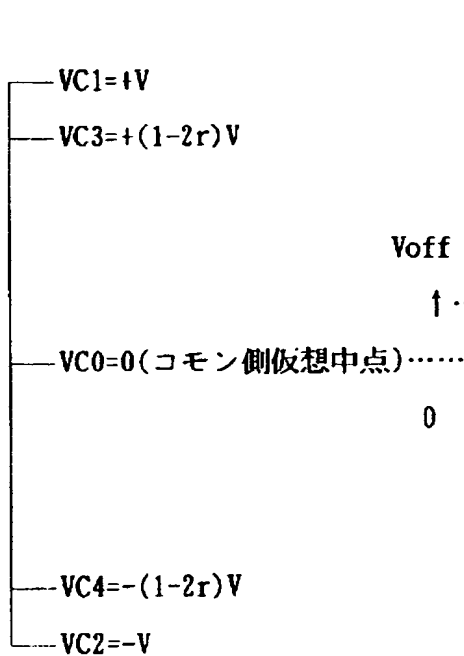 VC1=+V
VC3=+(1-2r)V
Voff
↑
VC0=0(コモン側仮想中点)……
0
VC4=-(1-2r)V
VC2=-V